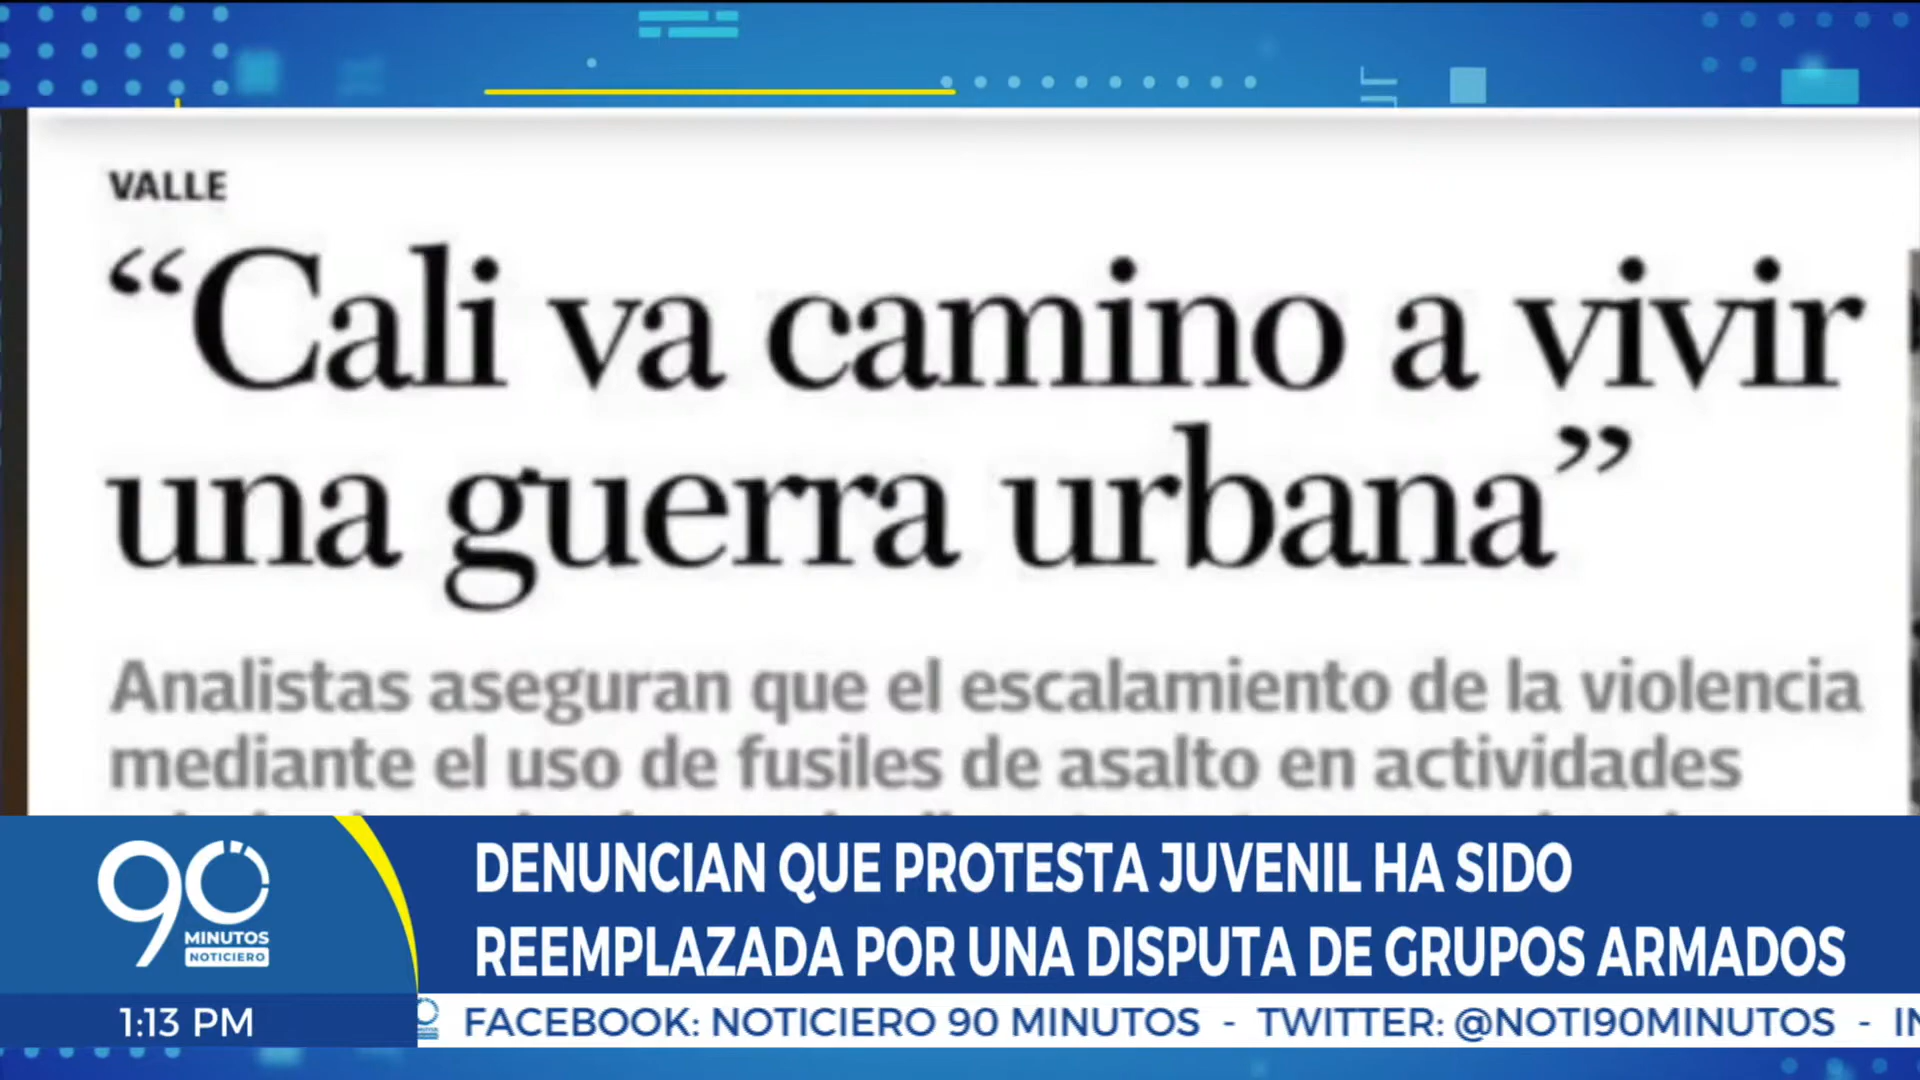 VALLE
“Cali va camino a vivir
una guerra urbana”
Analistas aseguran que el escalamiento de la violencia
mediante el uso de fusiles de asalto en actividades
DENUNCIAN QUE PROTESTA JUVENIL HA SIDO
REEMPLAZADA POR UNA DISPUTA DE GRUPOS ARMADOS
90
MINUTOS
NOTICIERO
1:13 PM
FACEBOOK: NOTICIERO 90 MINUTOS - TWITTER: @NOTI90MINUTOS -